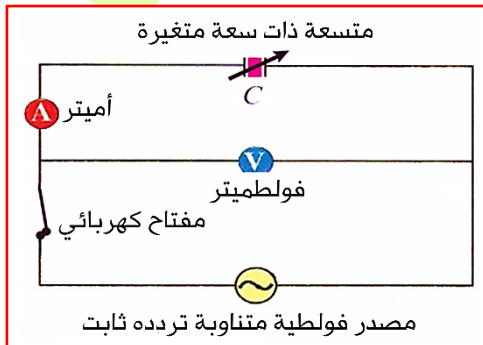 متسعة ذات سعة متغيرة
C
A
أميتر
V
فولطميتر
مفتاح كهربائي
مصدر فولطية متناوبة تردده ثابت